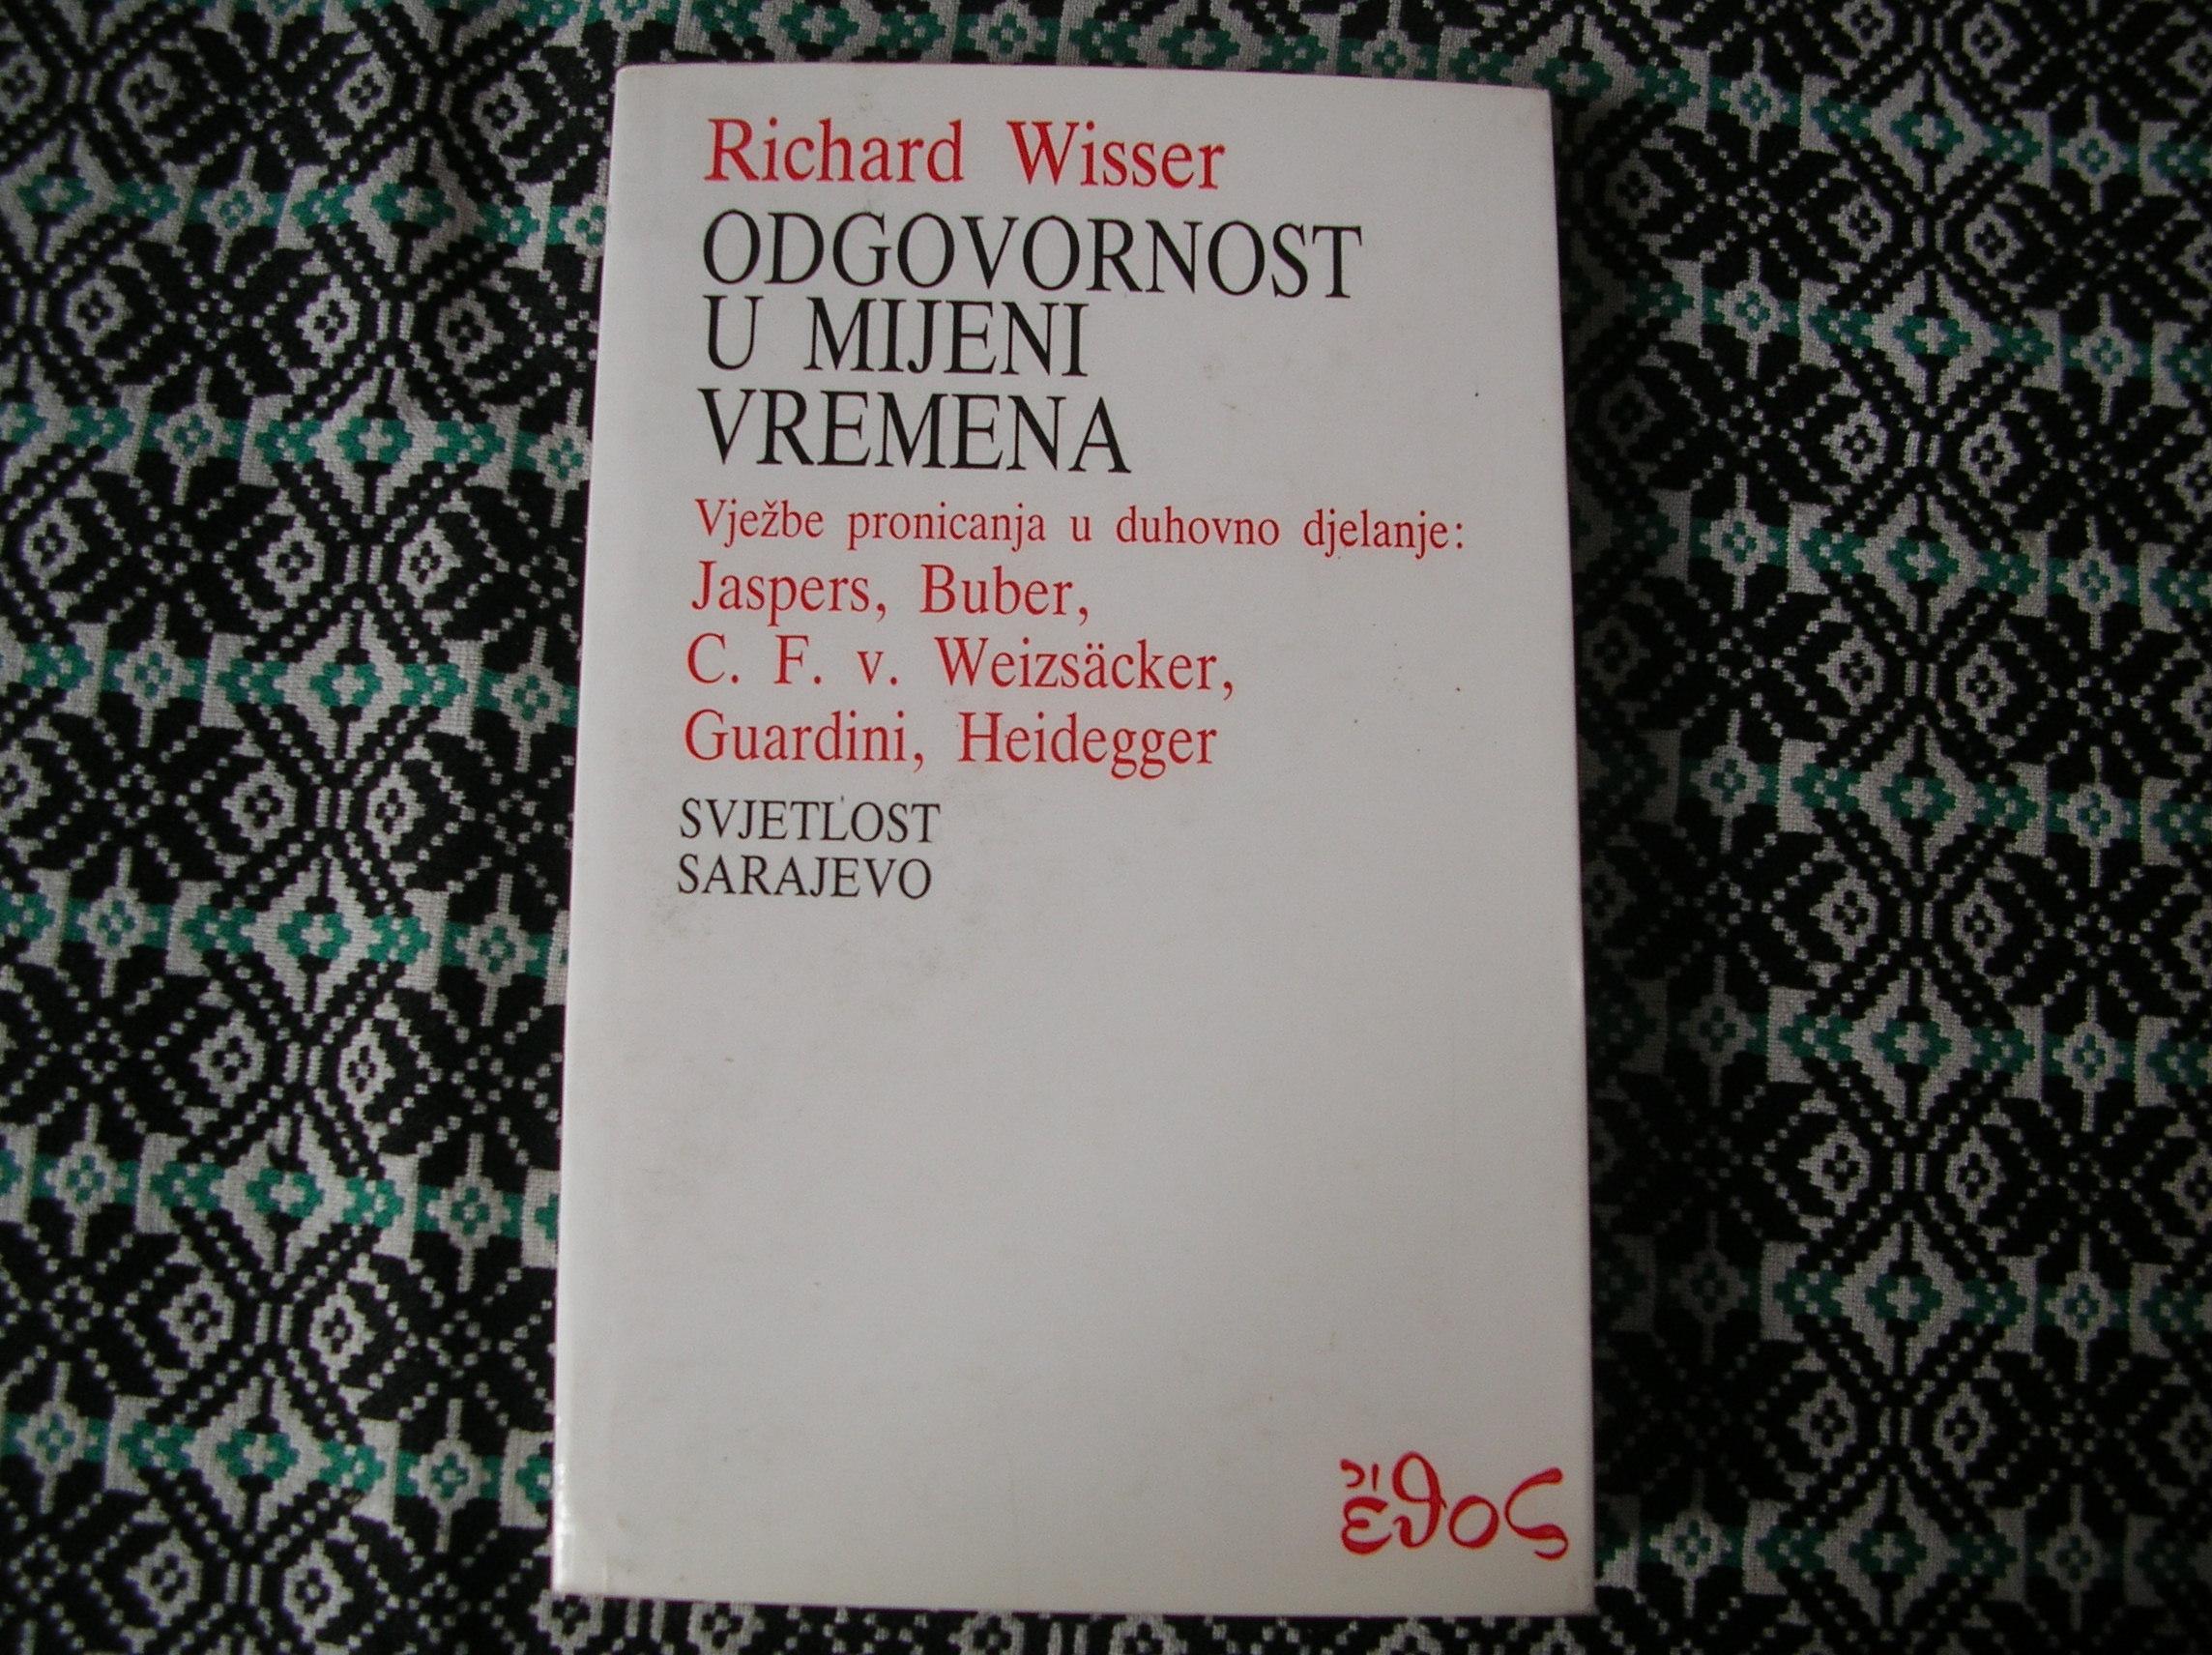 Richard Wisser
ODGOVORNOST
U MIJENI
VREMENA
Vježbe pronicanja u duhovno djelanje:
Jaspers, Buber,
C. F. v. Weizsäcker,
Guardini, Heidegger
SVJETLOST
SARAJEVO
ἔθος